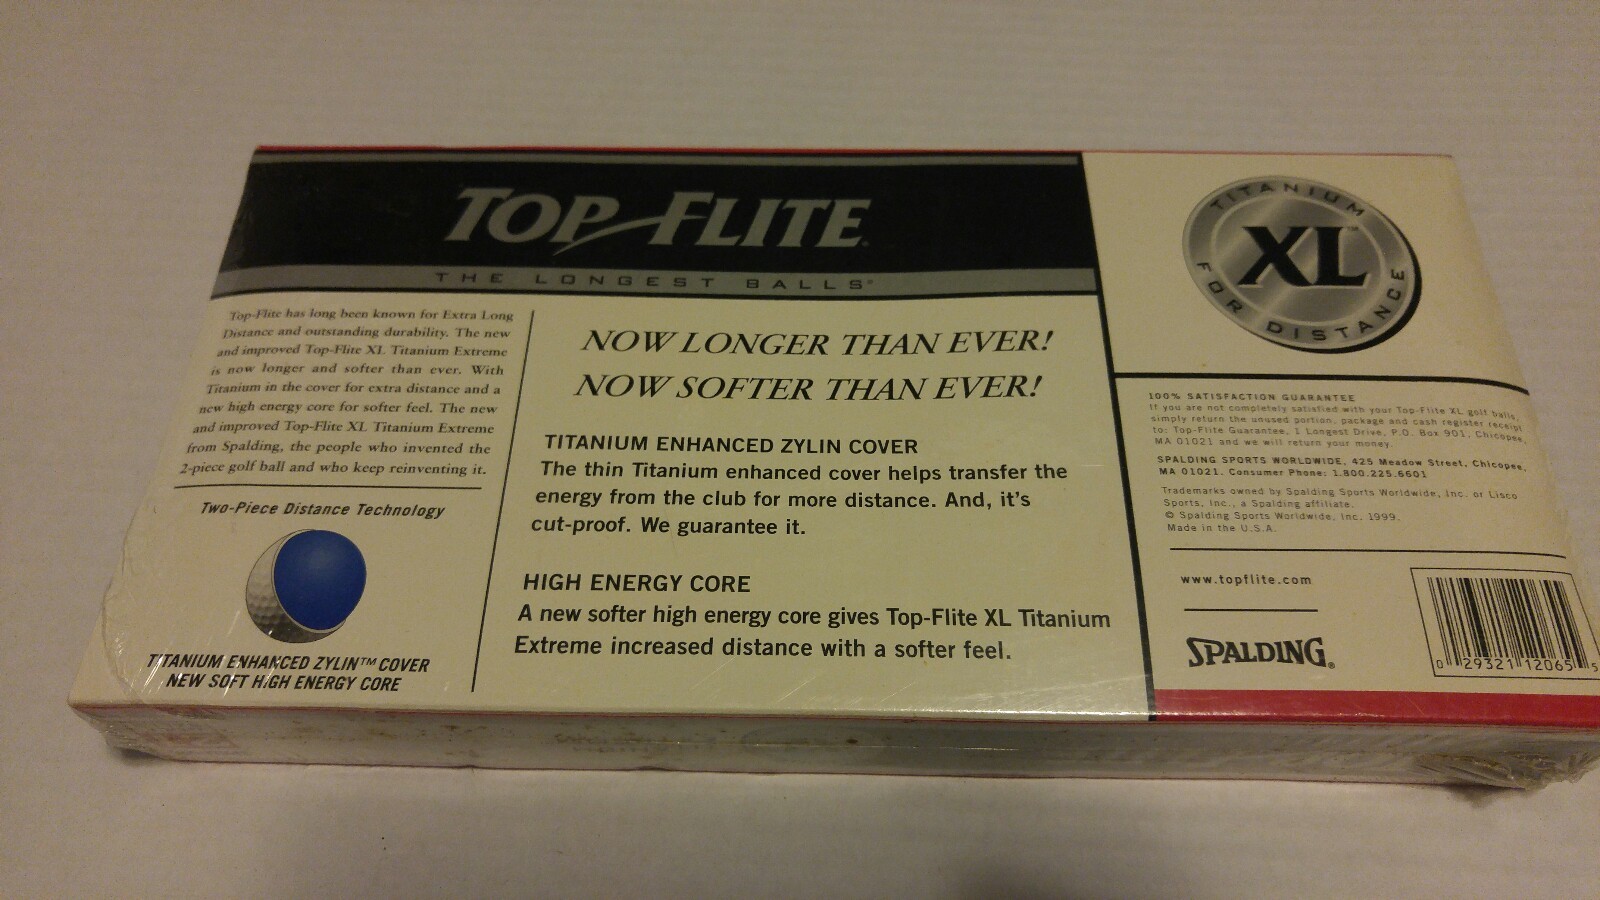 TOP-FLITE
THE LONGEST BALLS®
Top-Flite has long been known for Extra Long
Distance and outstanding durability. The new
and improved Top-Flite XL Titanium Extreme
is now longer and softer than ever. With
Titanium in the cover for extra distance and a
new high energy core for softer feel. The new
and improved Top-Flite XL Titanium Extreme
from Spalding, the people who invented the
2-piece golf ball and who keep reinventing it.
Two-Piece Distance Technology
TITANIUM ENHANCED ZYLIN™ COVER
NEW SOFT HIGH ENERGY CORE
NOW LONGER THAN EVER!
NOW SOFTER THAN EVER!
TITANIUM ENHANCED ZYLIN COVER
The thin Titanium enhanced cover helps transfer the
energy from the club for more distance. And, it's
cut-proof. We guarantee it.
HIGH ENERGY CORE
A new softer high energy core gives Top-Flite XL Titanium
Extreme increased distance with a softer feel.
TITANIUM
XL™
FOR DISTANCE
100% SATISFACTION GUARANTEE
If you are not completely satisfied with your Top-Flite XL golf balls,
simply return the unused portion, package and cash register receipt
to: Top-Flite Guarantee, 1 Longest Drive, P.O. Box 901, Chicopee,
MA 01021 and we will return your money.
SPALDING SPORTS WORLDWIDE, 425 Meadow Street, Chicopee,
MA 01021. Consumer Phone: 1.800.225.6601
Trademarks owned by Spalding Sports Worldwide, Inc. or Lisco
Sports, Inc., a Spalding affiliate.
© Spalding Sports Worldwide, Inc. 1999.
Made in the U.S.A.
www.topflite.com
SPALDING®
0 29321 12065 5